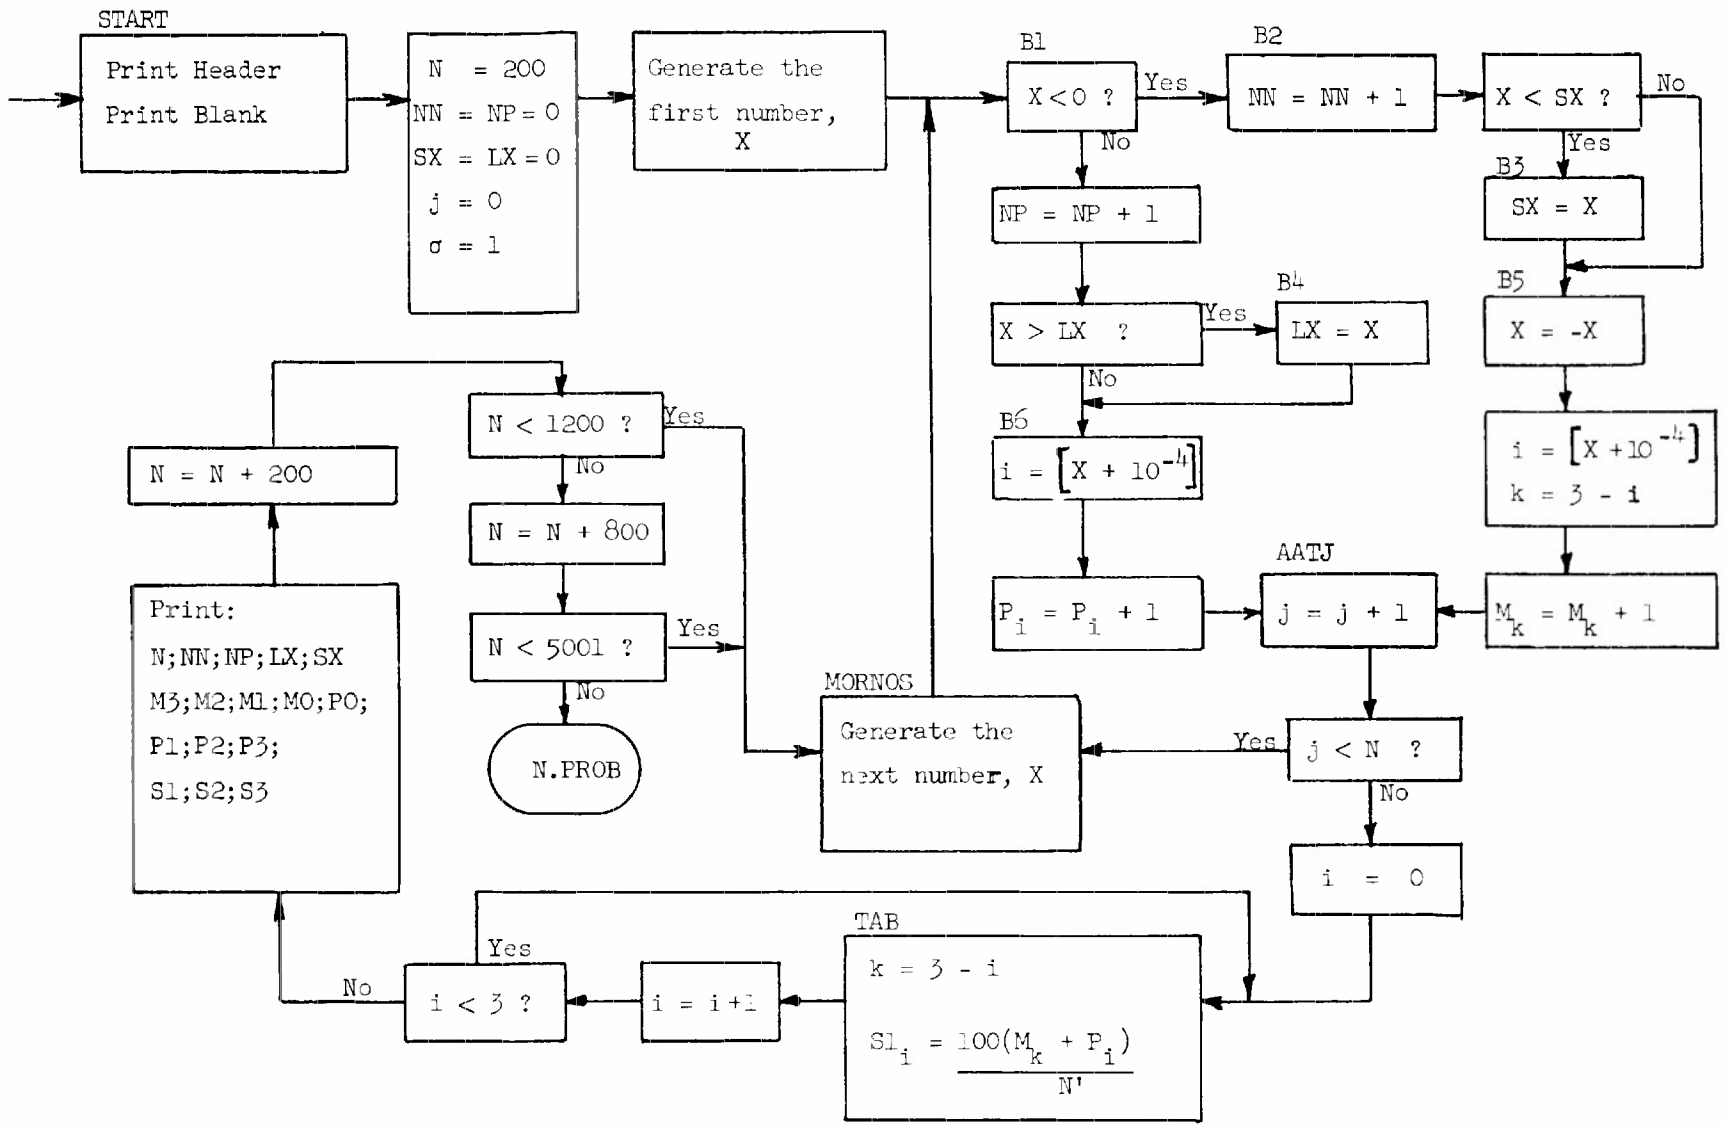 START
Print Header
Print Blank
N = 200
NN = NP = 0
SX = LX = 0
j = 0
σ = 1
Generate the
first number,
X
B1
X < 0 ?
Yes
No
B2
NN = NN + 1
X < SX ?
No
Yes
B3
SX = X
NP = NP + 1
X > LX ?
Yes
No
B4
LX = X
B5
X = -X
B6
i = [X + 10^-4]
i = [X + 10^-4]
k = 3 - i
P_i = P_i + 1
AATJ
j = j + 1
M_k = M_k + 1
N < 1200 ?
Yes
No
N = N + 200
N = N + 800
N < 5001 ?
Yes
No
N.PROB
Print:
N;NN;NP;LX;SX
M3;M2;M1;M0;P0;
P1;P2;P3;
S1;S2;S3
MORNOS
Generate the
next number, X
Yes
j < N ?
No
i = 0
TAB
k = 3 - i
S1_i = 100(M_k + P_i)
N'
i = i+1
i < 3 ?
Yes
No